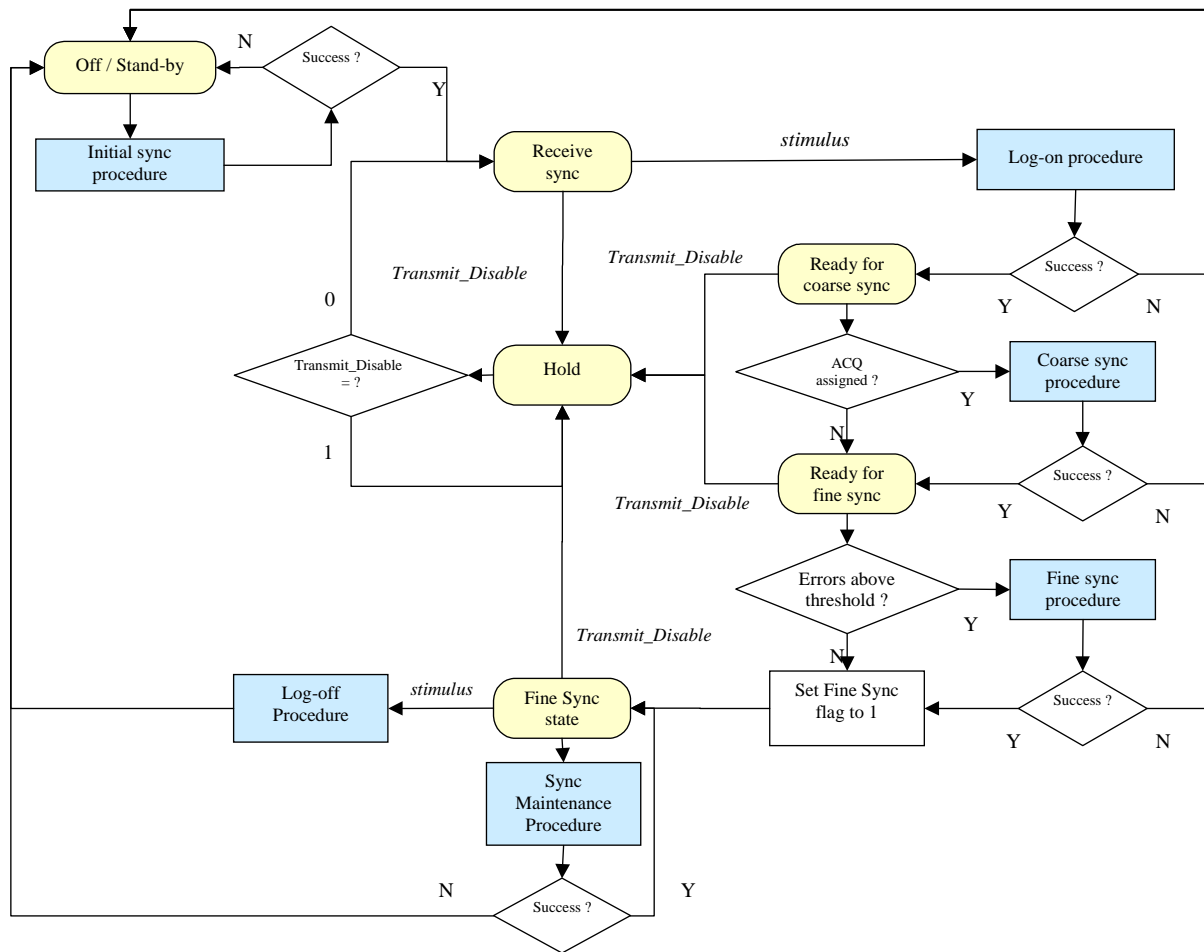 N
Success ?
Off / Stand-by
Y
Initial sync
procedure
Receive
sync
stimulus
Log-on procedure
Transmit_Disable
Transmit_Disable
Ready for
coarse sync
Success ?
Y
N
0
Transmit_Disable
= ?
Hold
ACQ
assigned ?
Y
Coarse sync
procedure
1
N
Ready for
fine sync
Success ?
Transmit_Disable
Y
N
Errors above
threshold ?
Y
Fine sync
procedure
Transmit_Disable
N
Log-off
Procedure
stimulus
Fine Sync
state
Set Fine Sync
flag to 1
Success ?
Y
N
Sync
Maintenance
Procedure
N
Success ?
Y